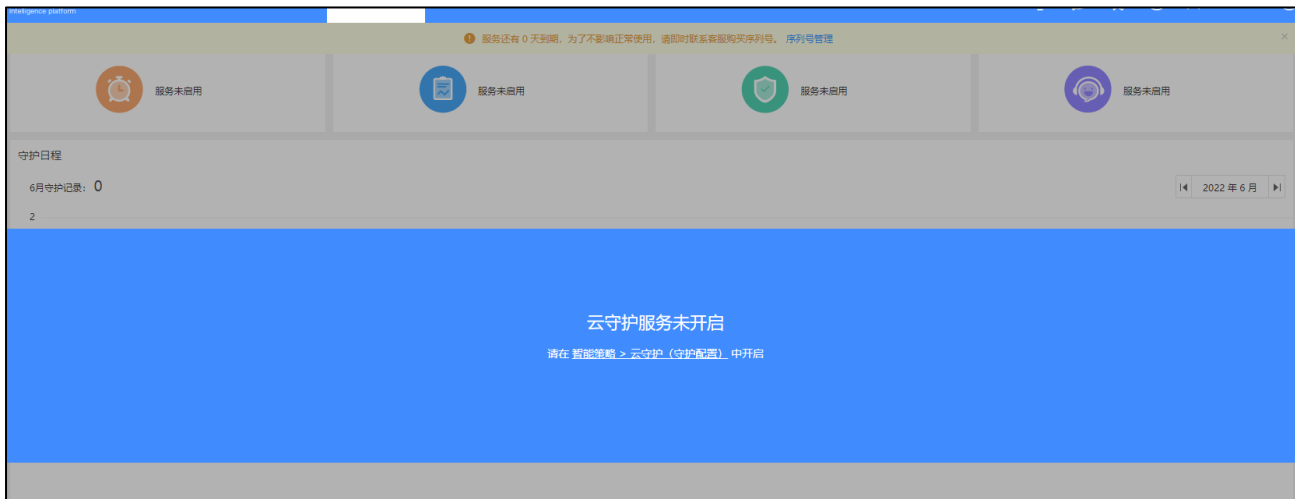 Intelligence platform
服务还有 0 天到期，为了不影响正常使用，请即时联系客服购买序列号。 序列号管理
服务未启用
服务未启用
服务未启用
服务未启用
守护日程
6月守护记录： 0
2022 年 6 月
2
云守护服务未开启
请在 智能策略 > 云守护（守护配置） 中开启